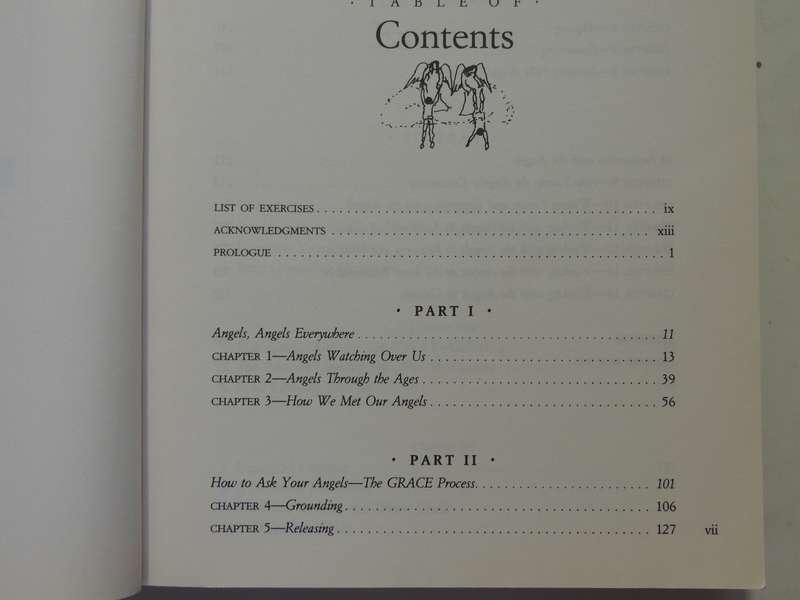 · TABLE OF ·
Contents
LIST OF EXERCISES . . . . . . . . . . . . . . . . . . . . . . . . . . . . . . . . . . . . . . . . . . . . . . ix
ACKNOWLEDGMENTS . . . . . . . . . . . . . . . . . . . . . . . . . . . . . . . . . . . . . . . . . . . xiii
PROLOGUE . . . . . . . . . . . . . . . . . . . . . . . . . . . . . . . . . . . . . . . . . . . . . . . . . . . 1
· PART I ·
Angels, Angels Everywhere . . . . . . . . . . . . . . . . . . . . . . . . . . . . . . . . . . . . . . . 11
CHAPTER 1—Angels Watching Over Us . . . . . . . . . . . . . . . . . . . . . . . . . . . . . . 13
CHAPTER 2—Angels Through the Ages . . . . . . . . . . . . . . . . . . . . . . . . . . . . . . . 39
CHAPTER 3—How We Met Our Angels . . . . . . . . . . . . . . . . . . . . . . . . . . . . . . 56
· PART II ·
How to Ask Your Angels—The GRACE Process. . . . . . . . . . . . . . . . . . . . . . . . 101
CHAPTER 4—Grounding . . . . . . . . . . . . . . . . . . . . . . . . . . . . . . . . . . . . . . . . . 106
CHAPTER 5—Releasing . . . . . . . . . . . . . . . . . . . . . . . . . . . . . . . . . . . . . . . . . . 127
vii